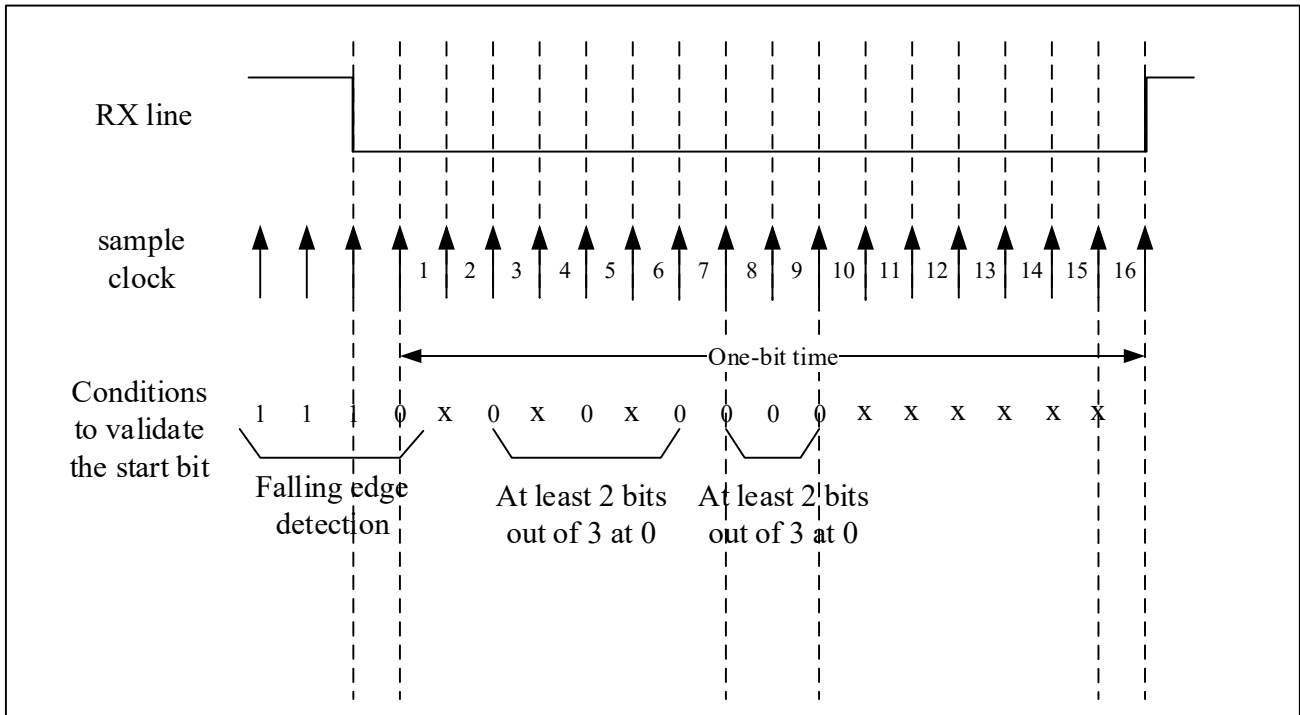 RX line
sample
clock
1 2 3 4 5 6 7 8 9 10 11 12 13 14 15 16
One-bit time
Conditions
to validate
the start bit
1 1 1 0 x 0 x 0 x 0 0 0 0 x x x x x x
Falling edge
detection
At least 2 bits
out of 3 at 0
At least 2 bits
out of 3 at 0